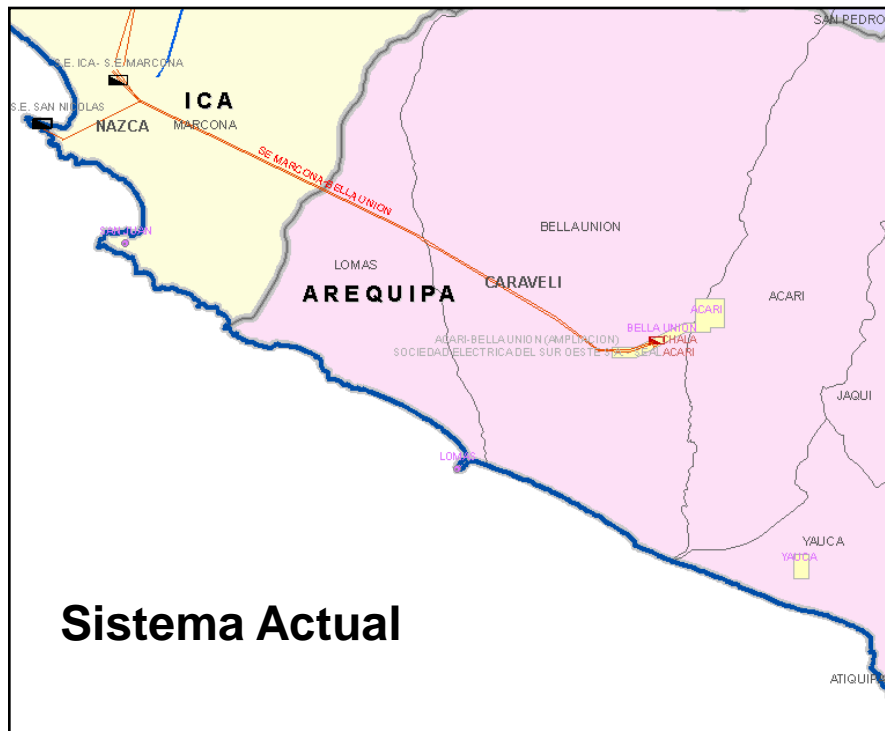 SAN PEDRO
S.E. ICA- S.E. MARCONA
ICA
S.E. SAN NICOLAS
NAZCA
MARCONA
SE MARCONA-BELLA UNION
SAN JUAN
BELLA UNION
LOMAS
CARAVELI
AREQUIPA
ACARI
ACARI
BELLA UNION
ACARI-BELLA UNION (AMPLIACION)
CHALA
SOCIEDAD ELECTRICA DEL SUR OESTE
SEAL
ACARI
JAQUI
LOMAS
YAUCA
YAUCA
Sistema Actual
ATIQUIPA